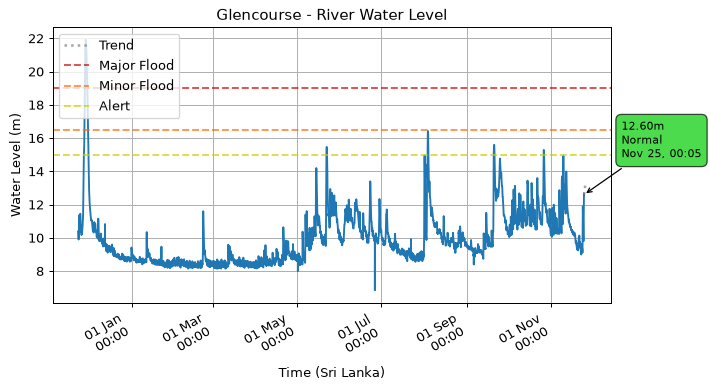 Glencourse - River Water Level
Trend
Major Flood
Minor Flood
Alert
12.60m
Normal
Nov 25, 00:05
Water Level (m)
22
20
18
16
14
12
10
8
01 Jan
00:00
01 Mar
00:00
01 May
00:00
01 Jul
00:00
01 Sep
00:00
01 Nov
00:00
Time (Sri Lanka)